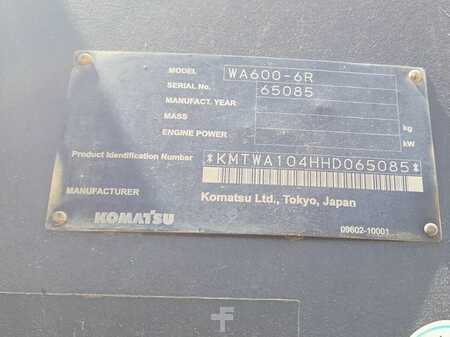 MODEL WA600-6R
SERIAL No. 65085
MANUFACT. YEAR
MASS kg
ENGINE POWER kW
Product Identification Number *KMTWA104HHD065085*
MANUFACTURER Komatsu Ltd., Tokyo, Japan
KOMATSU 09602-10001